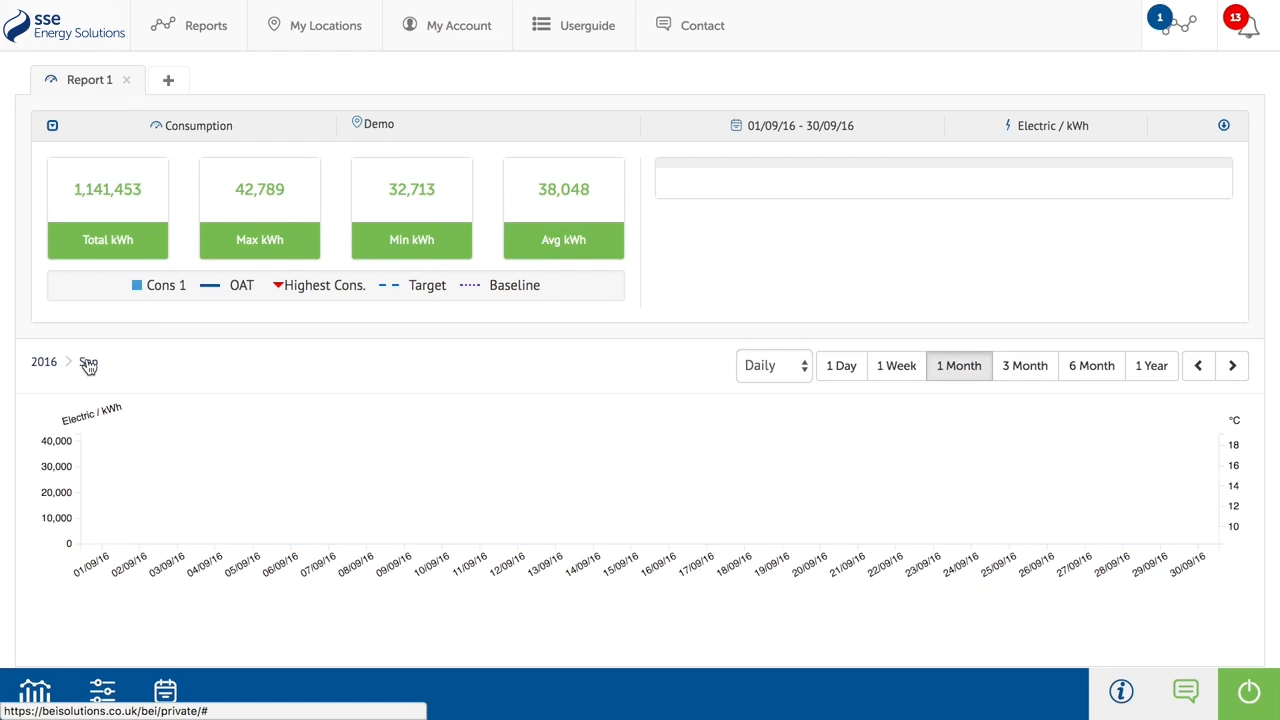 sse
Energy Solutions
Reports
My Locations
My Account
Userguide
Contact
1
13
Report 1 ×
+
Consumption
Demo
01/09/16 - 30/09/16
Electric / kWh
1,141,453
Total kWh
42,789
Max kWh
32,713
Min kWh
38,048
Avg kWh
Cons 1 OAT Highest Cons. Target Baseline
2016 > Sep
Daily
1 Day 1 Week 1 Month 3 Month 6 Month 1 Year
Electric / kWh
°C
40,000
30,000
20,000
10,000
0
18
16
14
12
10
01/09/16 02/09/16 03/09/16 04/09/16 05/09/16 06/09/16 07/09/16 08/09/16 09/09/16 10/09/16 11/09/16 12/09/16 13/09/16 14/09/16 15/09/16 16/09/16 17/09/16 18/09/16 19/09/16 20/09/16 21/09/16 22/09/16 23/09/16 24/09/16 25/09/16 26/09/16 27/09/16 28/09/16 29/09/16 30/09/16
https://beisolutions.co.uk/bei/private/#